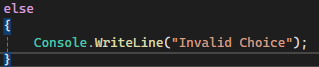 else
{
    Console.WriteLine("Invalid Choice");
}